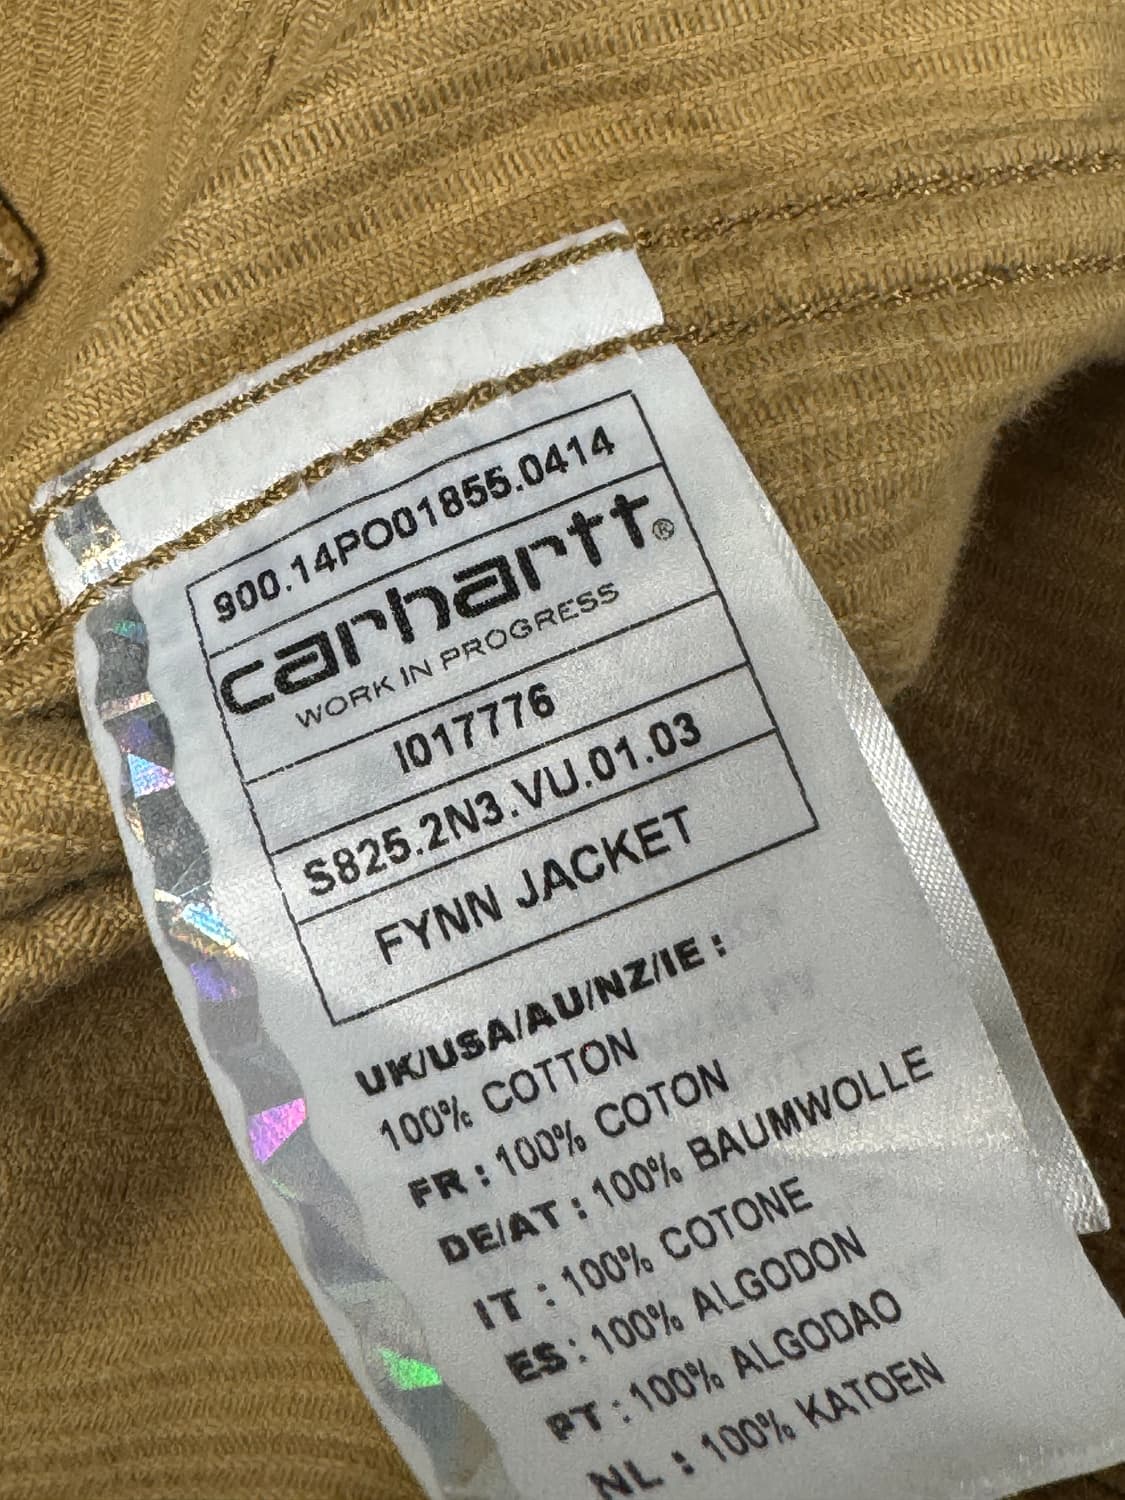 900.14PO01855.0414
carhartt®
WORK IN PROGRESS
I017776
S825.2N3.VU.01.03
FYNN JACKET
UK/USA/AU/NZ/IE :
100% COTTON
FR : 100% COTON
DE/AT : 100% BAUMWOLLE
IT : 100% COTONE
ES : 100% ALGODON
PT : 100% ALGODAO
NL : 100% KATOEN